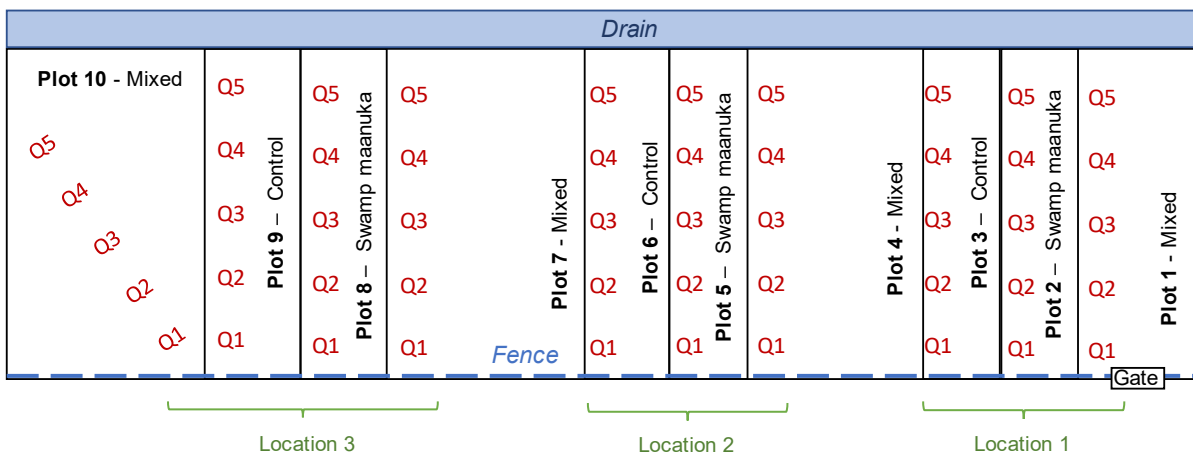 Drain
Plot 10 - Mixed
Q5
Q4
Q3
Q2
Q1
Q5
Q4
Q3
Q2
Q1
Plot 9 – Control
Q5
Q4
Q3
Q2
Q1
Plot 8 – Swamp maanuka
Q5
Q4
Q3
Q2
Q1
Plot 7 - Mixed
Q5
Q4
Q3
Q2
Q1
Plot 6 – Control
Q5
Q4
Q3
Q2
Q1
Plot 5 – Swamp maanuka
Q5
Q4
Q3
Q2
Q1
Plot 4 – Mixed
Q5
Q4
Q3
Q2
Q1
Plot 3 – Control
Q5
Q4
Q3
Q2
Q1
Plot 2 – Swamp maanuka
Q5
Q4
Q3
Q2
Q1
Plot 1 - Mixed
Fence
Gate
Location 3
Location 2
Location 1